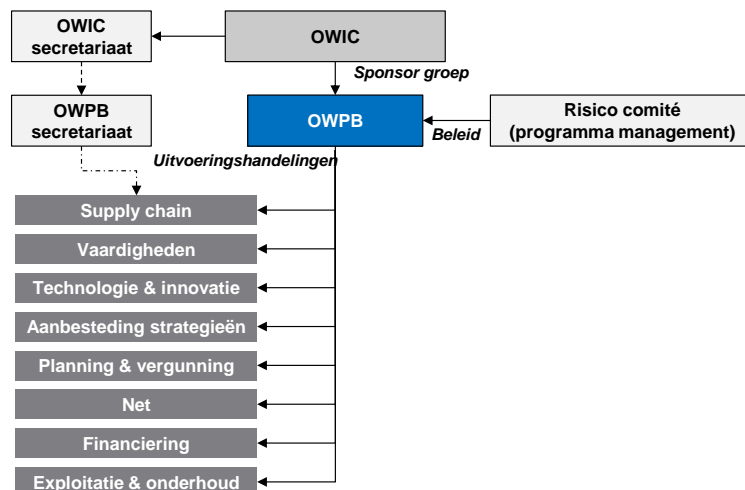 OWIC
secretariaat
OWIC
Sponsor groep
OWPB
secretariaat
OWPB
Beleid
Risico comité
(programma management)
Uitvoeringshandelingen
Supply chain
Vaardigheden
Technologie & innovatie
Aanbesteding strategieën
Planning & vergunning
Net
Financiering
Exploitatie & onderhoud